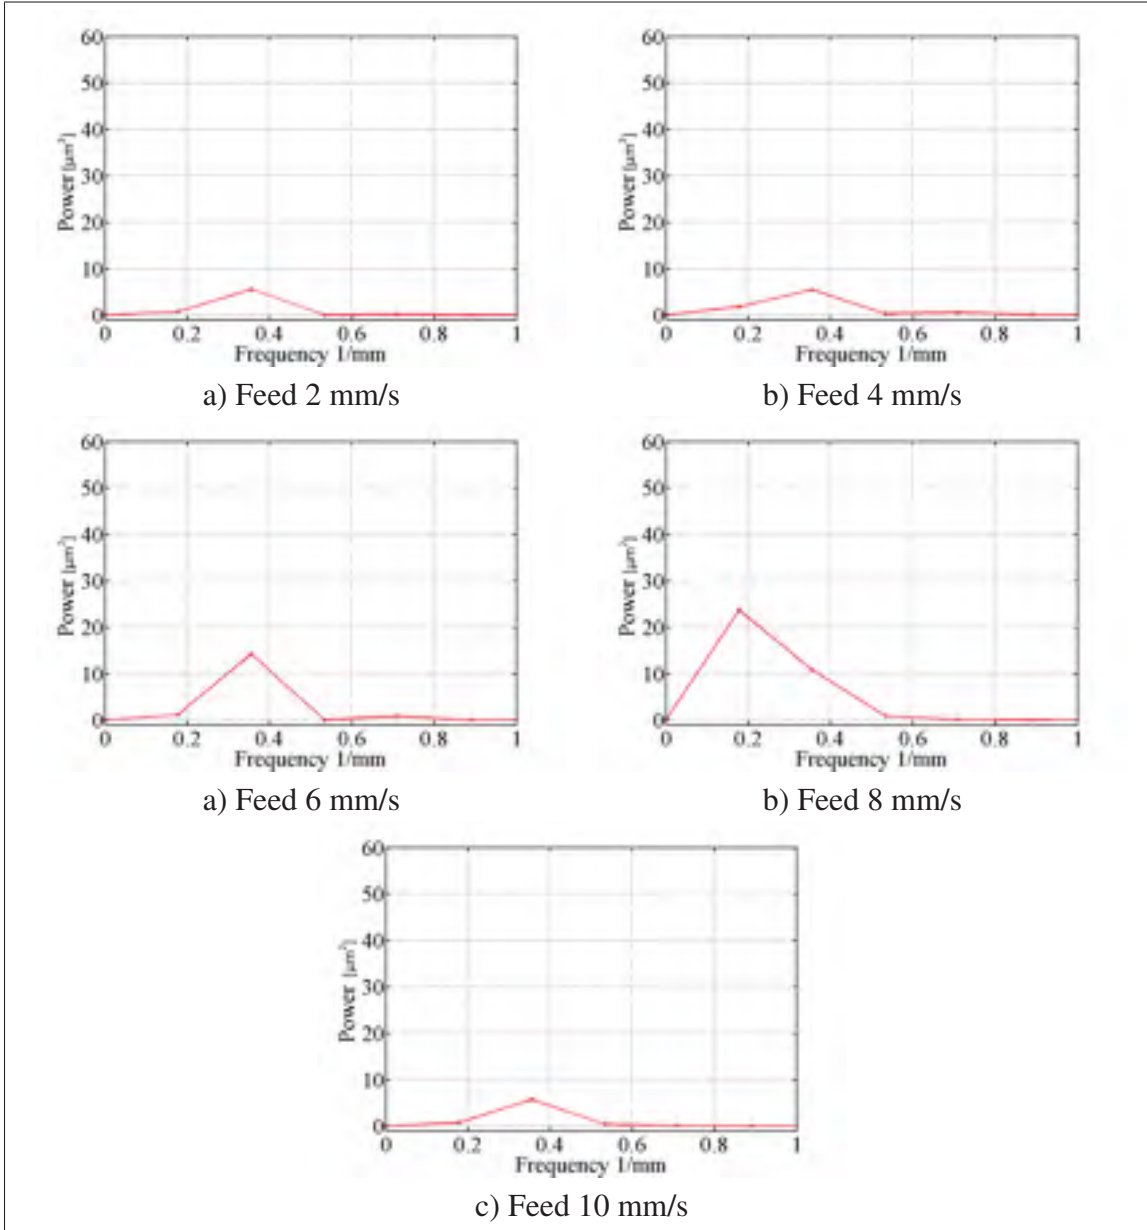 60
50
40
30
20
10
0
Power [μm²]
0 0.2 0.4 0.6 0.8 1
Frequency 1/mm
a) Feed 2 mm/s
60
50
40
30
20
10
0
Power [μm²]
0 0.2 0.4 0.6 0.8 1
Frequency 1/mm
b) Feed 4 mm/s
60
50
40
30
20
10
0
Power [μm²]
0 0.2 0.4 0.6 0.8 1
Frequency 1/mm
a) Feed 6 mm/s
60
50
40
30
20
10
0
Power [μm²]
0 0.2 0.4 0.6 0.8 1
Frequency 1/mm
b) Feed 8 mm/s
60
50
40
30
20
10
0
Power [μm²]
0 0.2 0.4 0.6 0.8 1
Frequency 1/mm
c) Feed 10 mm/s